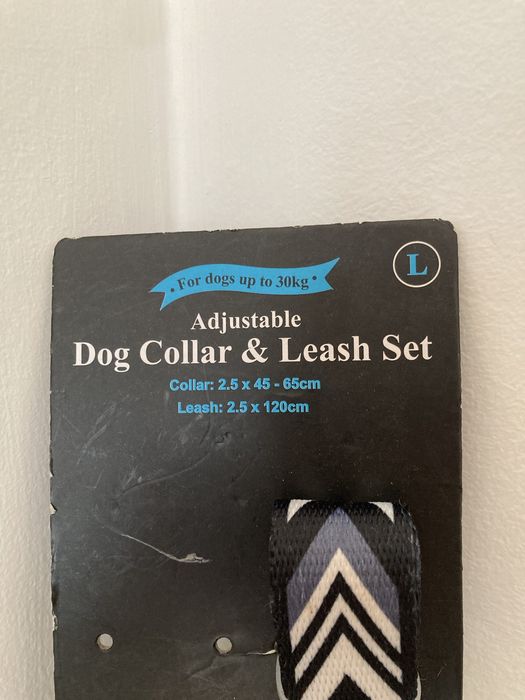 • For dogs up to 30kg •
L
Adjustable
Dog Collar & Leash Set
Collar: 2.5 x 45 - 65cm
Leash: 2.5 x 120cm